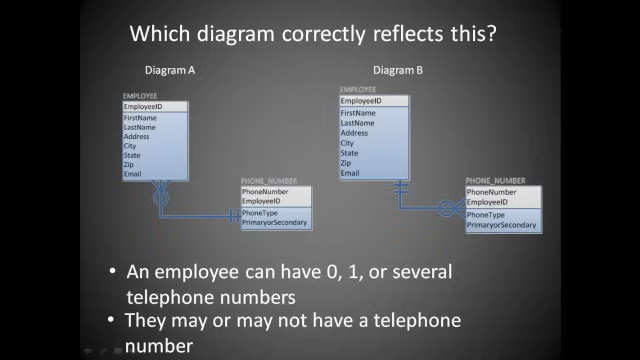 Which diagram correctly reflects this?
Diagram A
Diagram B
EMPLOYEE
EmployeeID
FirstName
LastName
Address
City
State
Zip
Email
PHONE_NUMBER
PhoneNumber
EmployeeID
PhoneType
PrimaryorSecondary
EMPLOYEE
EmployeeID
FirstName
LastName
Address
City
State
Zip
Email
PHONE_NUMBER
PhoneNumber
EmployeeID
PhoneType
PrimaryorSecondary
• An employee can have 0, 1, or several
telephone numbers
• They may or may not have a telephone
number